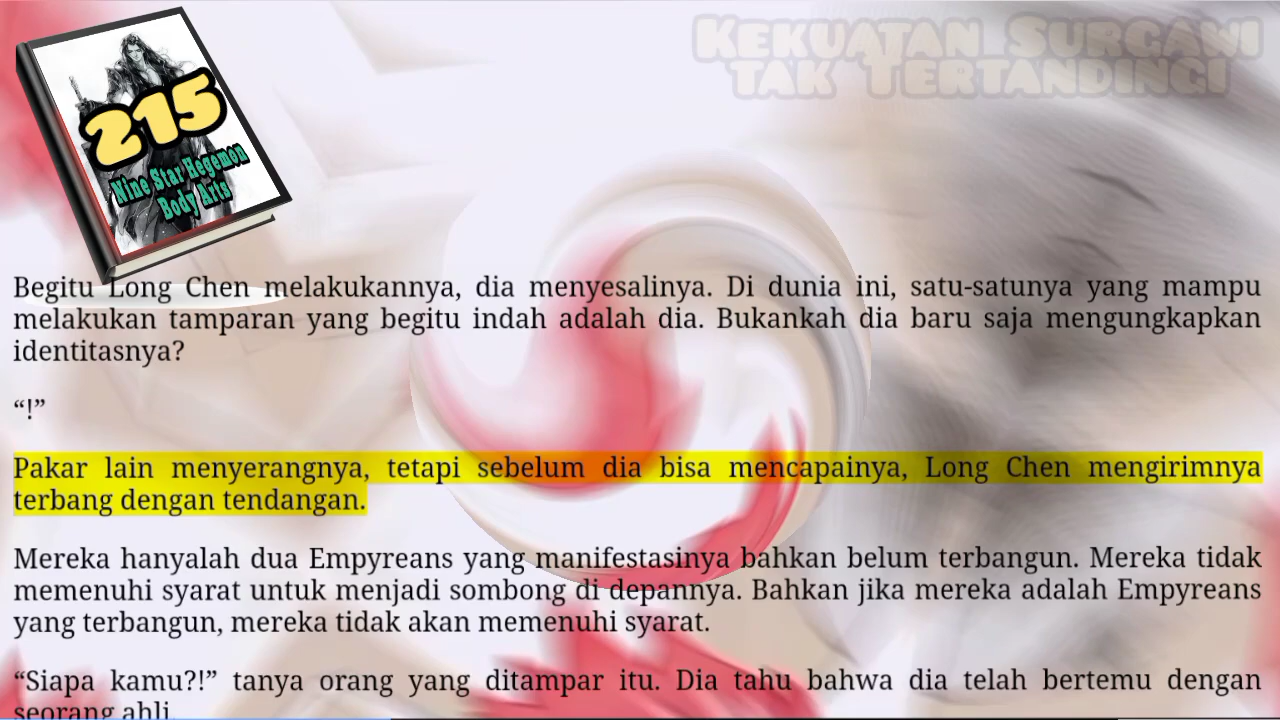 Kekuatan Surgawi
tak Tertandingi
215
Nine Star Hegemon
Body Arts
Begitu Long Chen melakukannya, dia menyesalinya. Di dunia ini, satu-satunya yang mampu
melakukan tamparan yang begitu indah adalah dia. Bukankah dia baru saja mengungkapkan
identitasnya?
“!”
Pakar lain menyerangnya, tetapi sebelum dia bisa mencapainya, Long Chen mengirimnya
terbang dengan tendangan.
Mereka hanyalah dua Empyreans yang manifestasinya bahkan belum terbangun. Mereka tidak
memenuhi syarat untuk menjadi sombong di depannya. Bahkan jika mereka adalah Empyreans
yang terbangun, mereka tidak akan memenuhi syarat.
“Siapa kamu?!” tanya orang yang ditampar itu. Dia tahu bahwa dia telah bertemu dengan
seorang ahli.